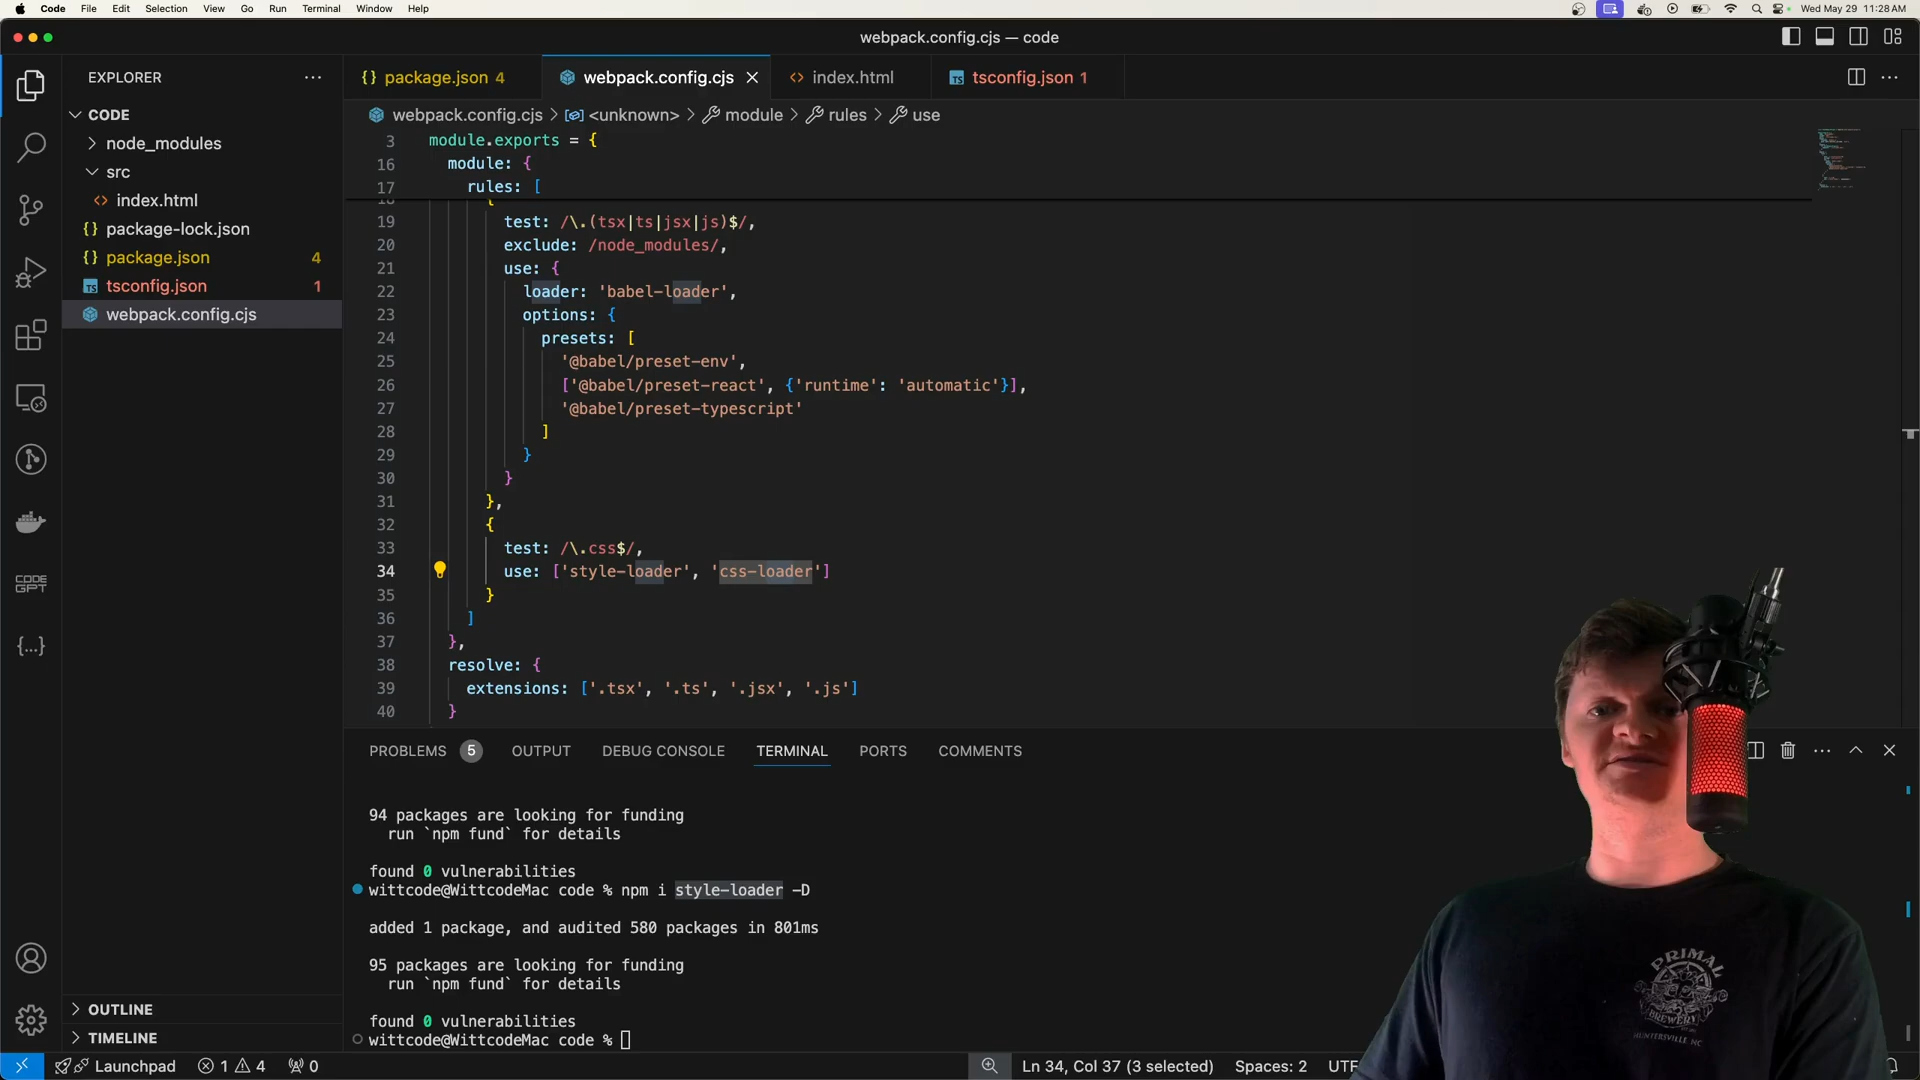 Code File Edit Selection View Go Run Terminal Window Help Wed May 29 11:28 AM
webpack.config.cjs — code
EXPLORER
package.json 4
webpack.config.cjs
index.html
tsconfig.json 1
CODE
node_modules
src
index.html
package-lock.json
package.json 4
tsconfig.json 1
webpack.config.cjs
OUTLINE
TIMELINE
webpack.config.cjs > <unknown> > module > rules > use
3 module.exports = {
16 module: {
17 rules: [
18 {
19 test: /\.(tsx|ts|jsx|js)$/,
20 exclude: /node_modules/,
21 use: {
22 loader: 'babel-loader',
23 options: {
24 presets: [
25 '@babel/preset-env',
26 ['@babel/preset-react', {'runtime': 'automatic'}],
27 '@babel/preset-typescript'
28 ]
29 }
30 }
31 },
32 {
33 test: /\.css$/,
34 use: ['style-loader', 'css-loader']
35 }
36 ]
37 },
38 resolve: {
39 extensions: ['.tsx', '.ts', '.jsx', '.js']
40 }
PROBLEMS 5 OUTPUT DEBUG CONSOLE TERMINAL PORTS COMMENTS
94 packages are looking for funding
run `npm fund` for details
found 0 vulnerabilities
wittcode@WittcodeMac code % npm i style-loader -D
added 1 package, and audited 580 packages in 801ms
95 packages are looking for funding
run `npm fund` for details
found 0 vulnerabilities
wittcode@WittcodeMac code %
CODE
GPT
{...}
PRIMAL
BREWERY
HUNTERSVILLE, NC
Launchpad 1 4 0 Ln 34, Col 37 (3 selected) Spaces: 2 UTF